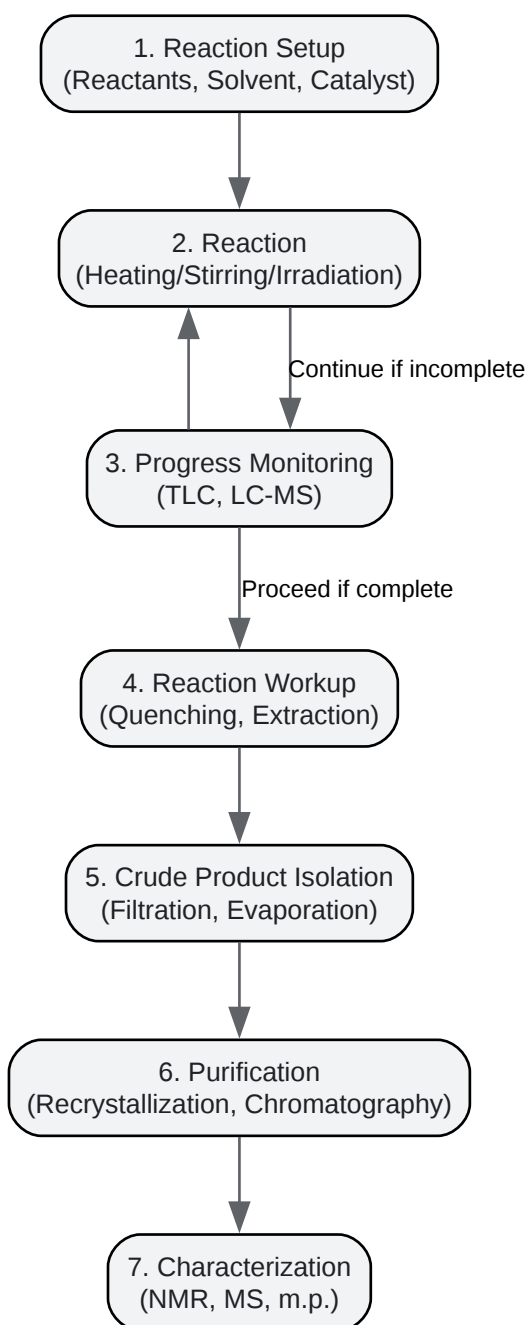 1. Reaction Setup
(Reactants, Solvent, Catalyst)
2. Reaction
(Heating/Stirring/Irradiation)
Continue if incomplete
3. Progress Monitoring
(TLC, LC-MS)
Proceed if complete
4. Reaction Workup
(Quenching, Extraction)
5. Crude Product Isolation
(Filtration, Evaporation)
6. Purification
(Recrystallization, Chromatography)
7. Characterization
(NMR, MS, m.p.)